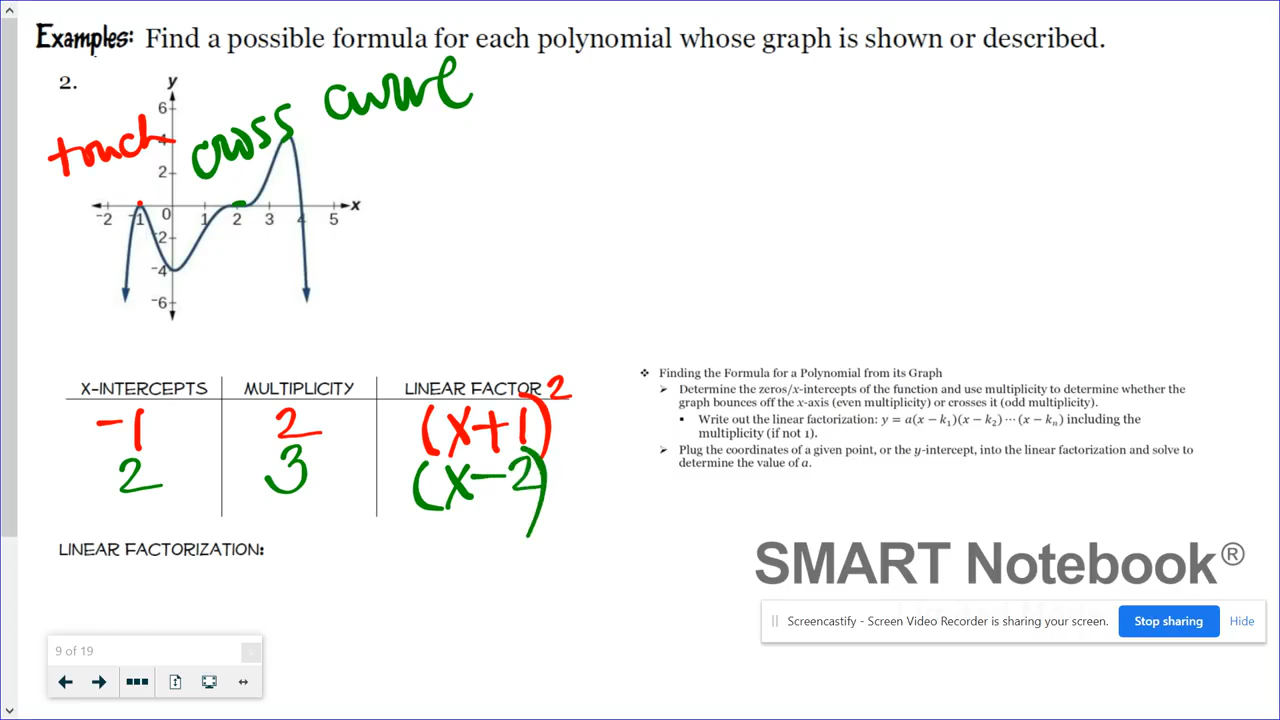 Examples: Find a possible formula for each polynomial whose graph is shown or described.
2.
y
touch
cross
curve
6
4
2
-2 -1 0 1 2 3 4 5 x
-2
-4
-6
X-INTERCEPTS MULTIPLICITY LINEAR FACTOR
-1 2 (x+1)²
2 3 (x-2)
LINEAR FACTORIZATION:
❖ Finding the Formula for a Polynomial from its Graph
➢ Determine the zeros/x-intercepts of the function and use multiplicity to determine whether the
graph bounces off the x-axis (even multiplicity) or crosses it (odd multiplicity).
▪ Write out the linear factorization: y = a(x − k₁)(x − k₂) ⋯ (x − kₙ) including the
multiplicity (if not 1).
➢ Plug the coordinates of a given point, or the y-intercept, into the linear factorization and solve to
determine the value of a.
SMART Notebook®
Screencastify - Screen Video Recorder is sharing your screen. Stop sharing Hide
9 of 19